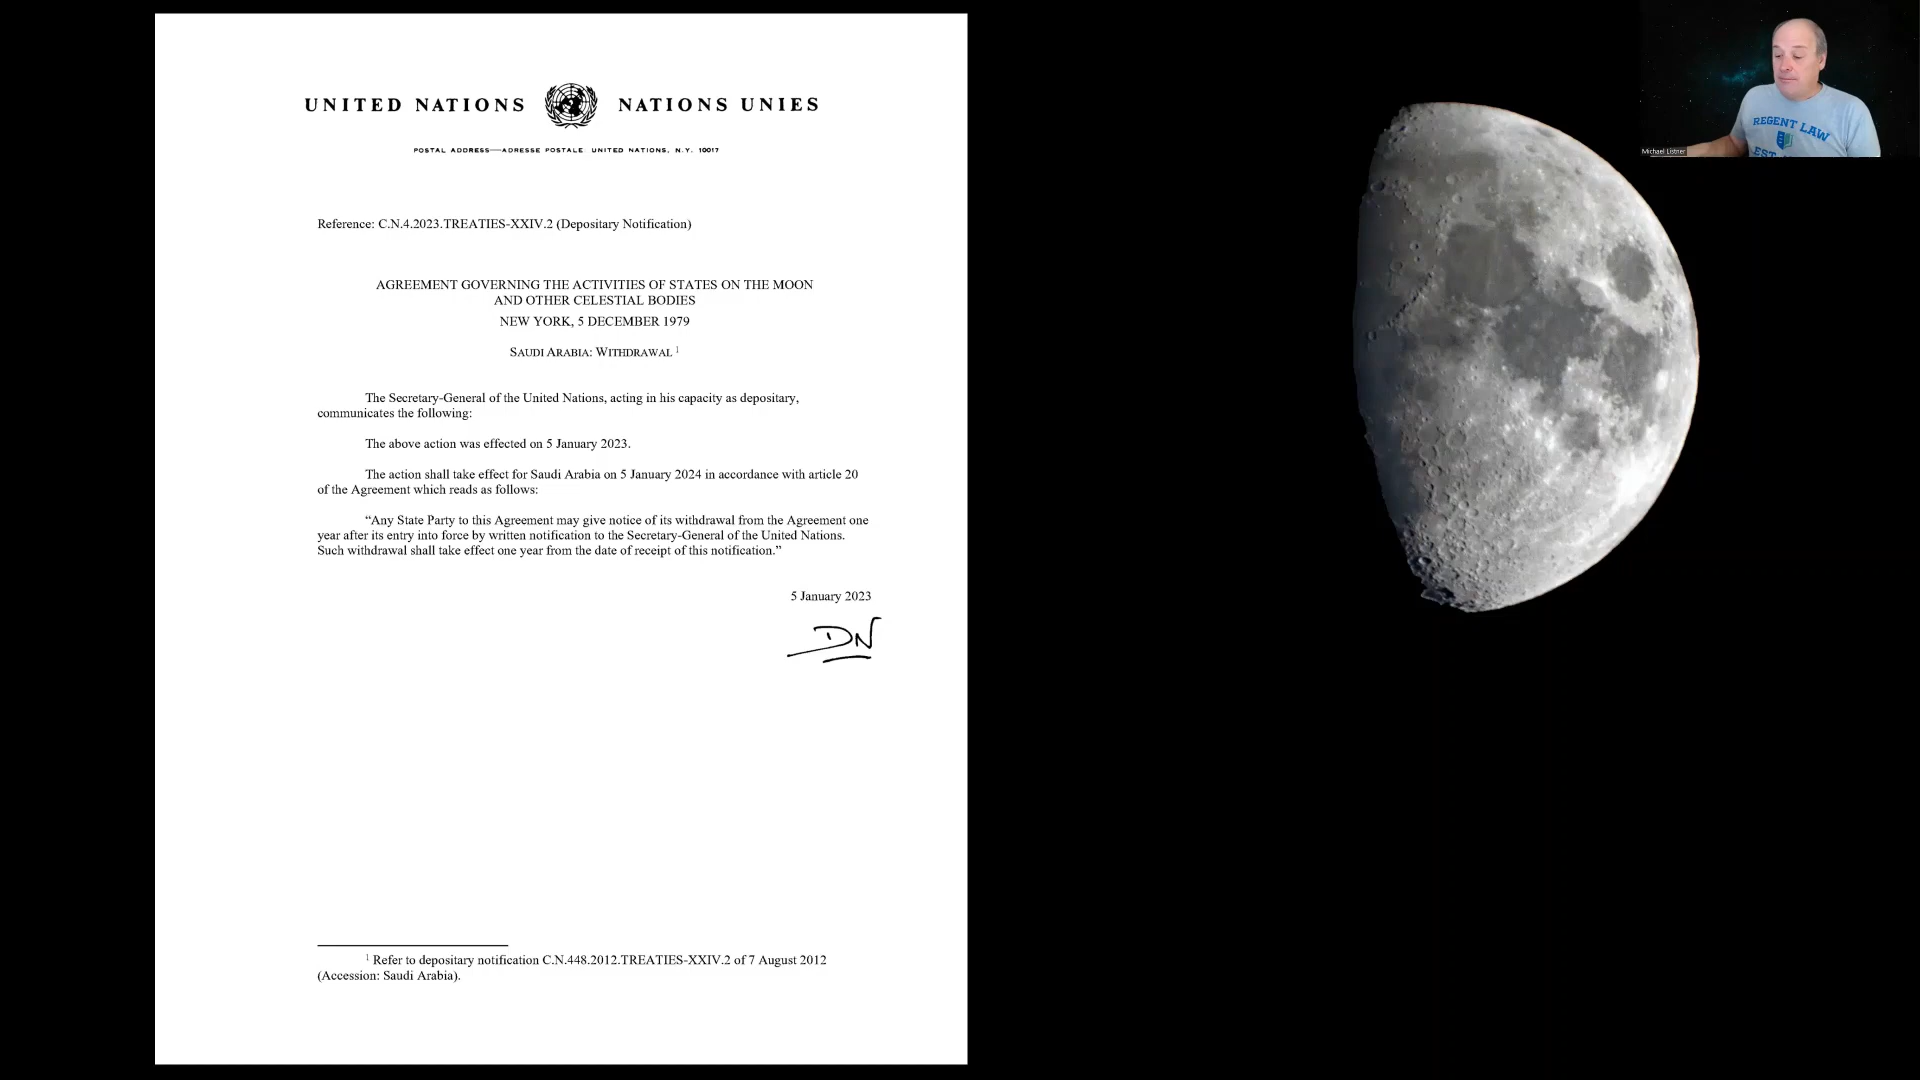 UNITED NATIONS NATIONS UNIES
POSTAL ADDRESS—ADRESSE POSTALE UNITED NATIONS, N.Y. 10017
Reference: C.N.4.2023.TREATIES-XXIV.2 (Depositary Notification)
AGREEMENT GOVERNING THE ACTIVITIES OF STATES ON THE MOON
AND OTHER CELESTIAL BODIES
NEW YORK, 5 DECEMBER 1979
SAUDI ARABIA: WITHDRAWAL 1
The Secretary-General of the United Nations, acting in his capacity as depositary,
communicates the following:
The above action was effected on 5 January 2023.
The action shall take effect for Saudi Arabia on 5 January 2024 in accordance with article 20
of the Agreement which reads as follows:
“Any State Party to this Agreement may give notice of its withdrawal from the Agreement one
year after its entry into force by written notification to the Secretary-General of the United Nations.
Such withdrawal shall take effect one year from the date of receipt of this notification.”
5 January 2023
DN
1 Refer to depositary notification C.N.448.2012.TREATIES-XXIV.2 of 7 August 2012
(Accession: Saudi Arabia).
REGENT LAW
EST
Michael Listner